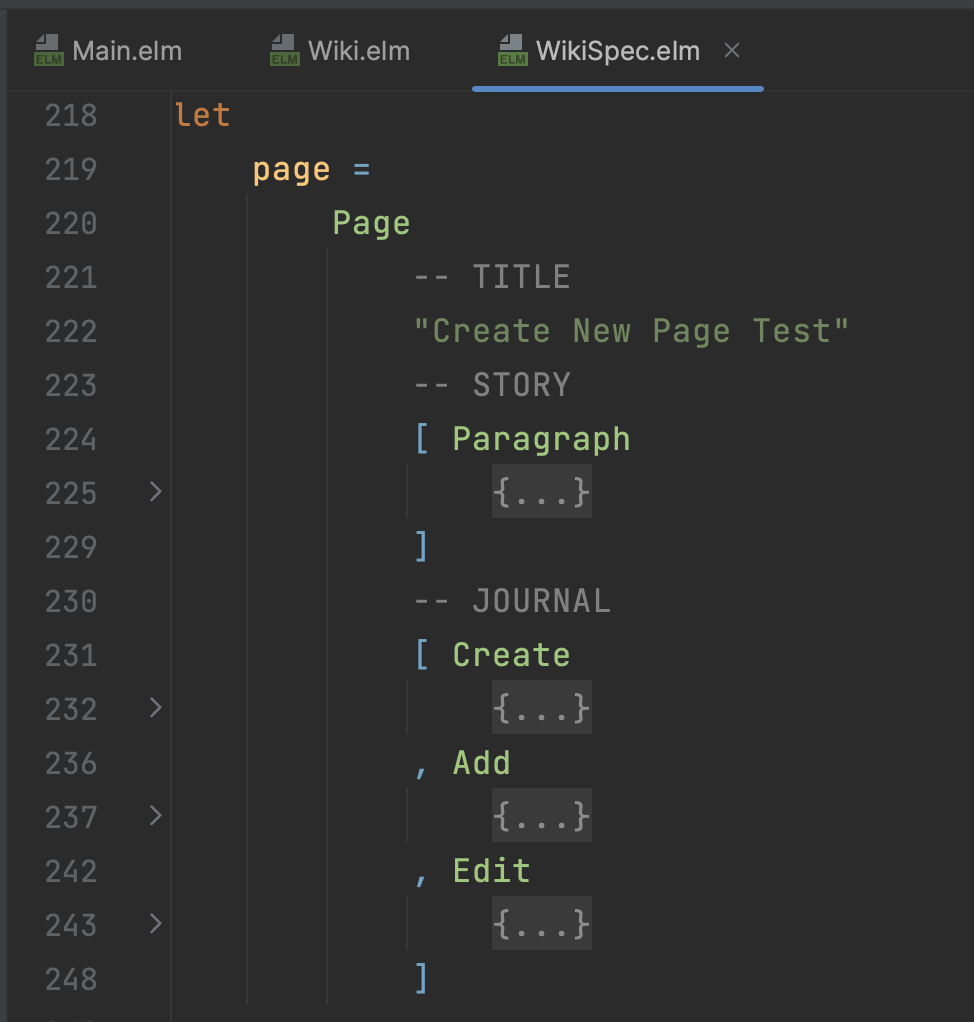 ELM Main.elm ELM Wiki.elm ELM WikiSpec.elm ×
218 let
219 page =
220 Page
221 -- TITLE
222 "Create New Page Test"
223 -- STORY
224 [ Paragraph
225 > {...}
229 ]
230 -- JOURNAL
231 [ Create
232 > {...}
236 , Add
237 > {...}
242 , Edit
243 > {...}
248 ]